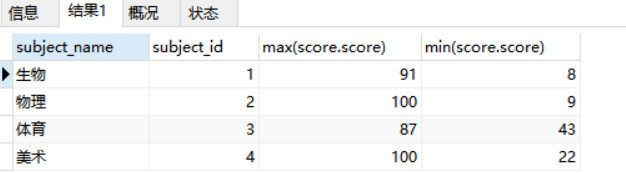 信息 结果1 概况 状态
subject_name subject_id max(score.score) min(score.score)
生物 1 91 8
物理 2 100 9
体育 3 87 43
美术 4 100 22